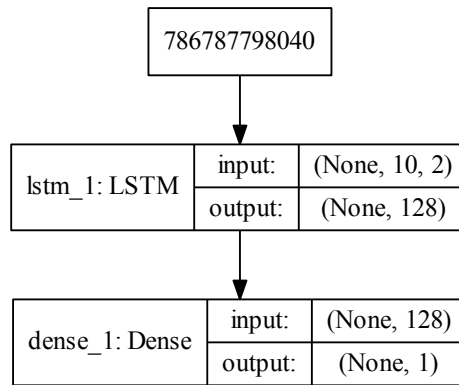 786787798040
lstm_1: LSTM
input:
(None, 10, 2)
output:
(None, 128)
dense_1: Dense
input:
(None, 128)
output:
(None, 1)